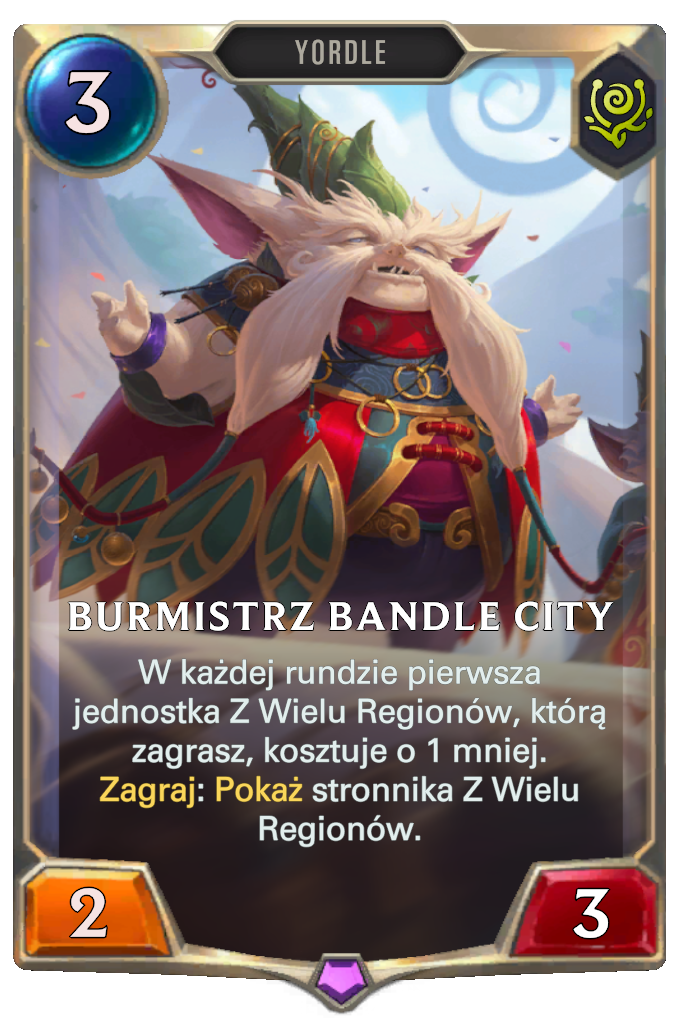 YORDLE
3
BURMISTRZ BANDLE CITY
W każdej rundzie pierwsza
jednostka Z Wielu Regionów, którą
zagrasz, kosztuje o 1 mniej.
Zagraj: Pokaż stronnika Z Wielu
Regionów.
2
3